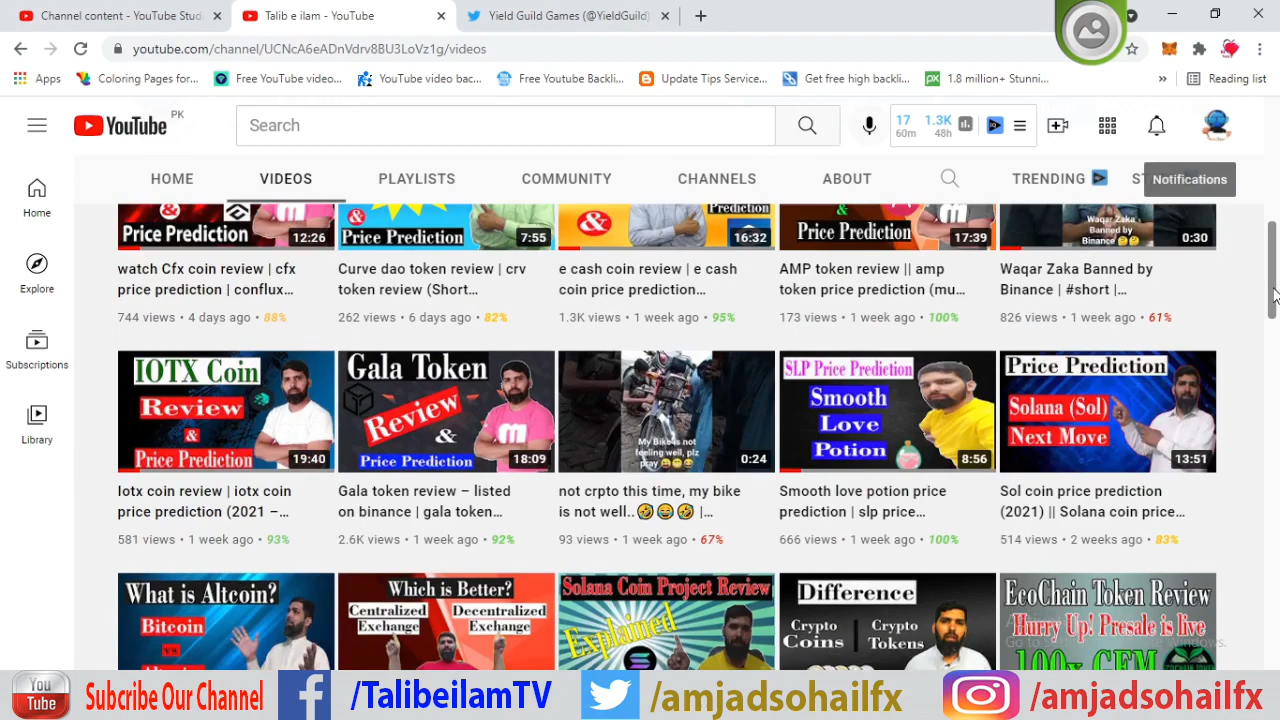 Channel content - YouTube Studi
Talib e ilam - YouTube
Yield Guild Games (@YieldGuild)
youtube.com/channel/UCNcA6eADnVdrv8BU3LoVz1g/videos
Apps
Coloring Pages for...
Free YouTube video...
YouTube video bac...
Free Youtube Backli...
Update Tips Service...
Get free high backli...
1.8 million+ Stunni...
Reading list
YouTube PK
Search
17 60m
1.3K 48h
HOME
VIDEOS
PLAYLISTS
COMMUNITY
CHANNELS
ABOUT
TRENDING
ST
Notifications
Home
Explore
Subscriptions
Library
&
Price Prediction
12:26
&
Price Prediction
7:55
&
Prediction
16:32
&
Price Prediction
17:39
Waqar Zaka
Banned by
Binance
0:30
watch Cfx coin review | cfx
price prediction | conflux...
744 views • 4 days ago • 88%
Curve dao token review | crv
token review (Short...
262 views • 6 days ago • 82%
e cash coin review | e cash
coin price prediction...
1.3K views • 1 week ago • 95%
AMP token review || amp
token price prediction (mu...
173 views • 1 week ago • 100%
Waqar Zaka Banned by
Binance | #short |...
826 views • 1 week ago • 61%
IOTX Coin
Review
&
Price Prediction
19:40
Gala Token
Review
&
Price Prediction
18:09
My Bike is not
feeling well, plz
pray
0:24
SLP Price Prediction
Smooth
Love
Potion
8:56
Price Prediction
Solana (Sol)
Next Move
13:51
Iotx coin review | iotx coin
price prediction (2021 –...
581 views • 1 week ago • 93%
Gala token review – listed
on binance | gala token...
2.6K views • 1 week ago • 92%
not crpto this time, my bike
is not well..🤣😂🤣 |...
93 views • 1 week ago • 67%
Smooth love potion price
prediction | slp price...
666 views • 1 week ago • 100%
Sol coin price prediction
(2021) || Solana coin price...
514 views • 2 weeks ago • 83%
What is Altcoin?
Bitcoin
vs
Which is Better?
Centralized
Exchange
Decentralized
Exchange
Solana Coin Project Review
Explained
Difference
Crypto
Coins
Crypto
Tokens
EcoChain Token Review
Hurry Up! Presale is live
100x GEM
You
Tube
Subcribe Our Channel
/TalibeilamTV
/amjadsohailfx
/amjadsohailfx